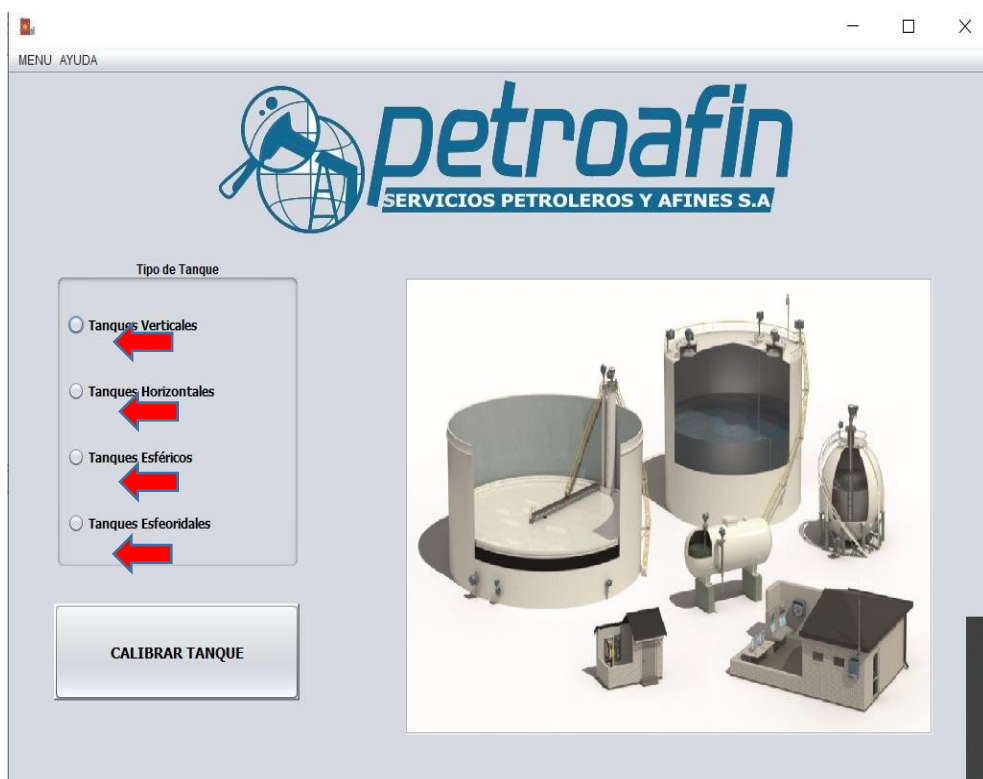 MENU AYUDA
petroafin
SERVICIOS PETROLEROS Y AFINES S.A
Tipo de Tanque
Tanques Verticales
Tanques Horizontales
Tanques Esféricos
Tanques Esfeoridales
CALIBRAR TANQUE